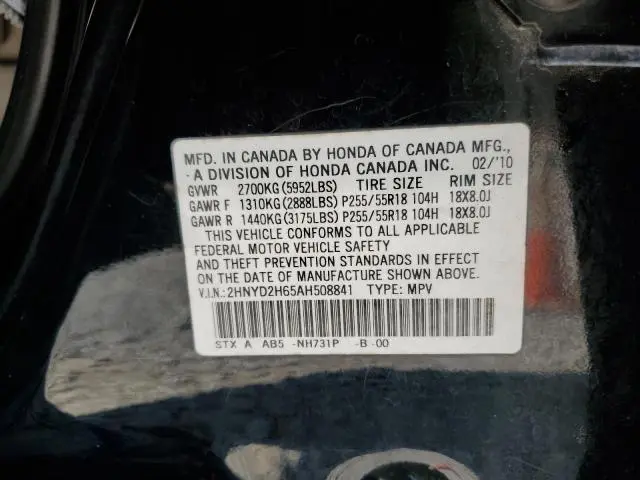 MFD. IN CANADA BY HONDA OF CANADA MFG.,
A DIVISION OF HONDA CANADA INC. 02/'10
GVWR 2700KG(5952LBS) TIRE SIZE RIM SIZE
GAWR F 1310KG(2888LBS) P255/55R18 104H 18X8.0J
GAWR R 1440KG(3175LBS) P255/55R18 104H 18X8.0J
THIS VEHICLE CONFORMS TO ALL APPLICABLE
FEDERAL MOTOR VEHICLE SAFETY
AND THEFT PREVENTION STANDARDS IN EFFECT
ON THE DATE OF MANUFACTURE SHOWN ABOVE.
V.I.N.:2HNYD2H65AH508841 TYPE: MPV
STX A AB5 -NH731P -B-00